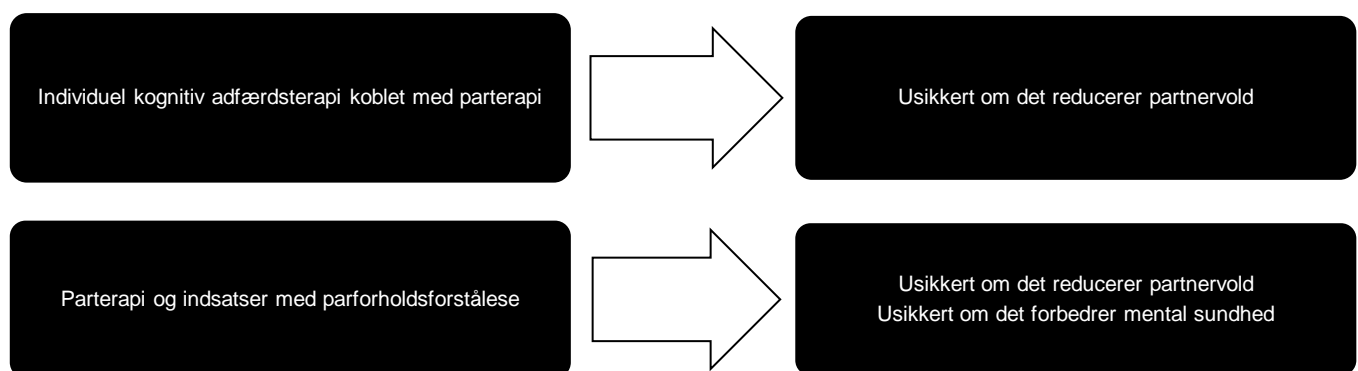 Individuel kognitiv adfærdsterapi koblet med parterapi
Usikkert om det reducerer partnervold
Parterapi og indsatser med parforholdsforstålese
Usikkert om det reducerer partnervold
Usikkert om det forbedrer mental sundhed